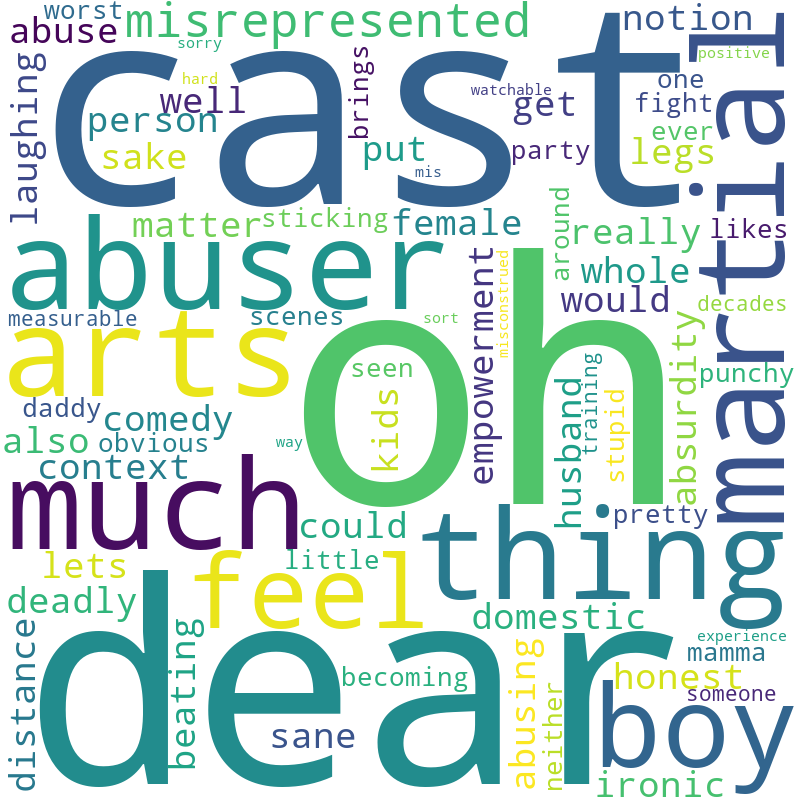 worst
misrepresented
notion
abuse
sorry
cast
martial
positive
laughing
hard
well
brings
watchable
get
one
fight
person
ever
sake
put
mis
party
legs
matter
sticking
female
around
really
likes
abuser
empowerment
misconstrued
whole
would
decades
measurable
scenes
sort
arts
oh
absurdity
seen
kids
husband
training
stupid
punchy
daddy
comedy
also
obvious
way
context
much
could
thing
pretty
lets
feel
little
deadly
domestic
dear
experience
distance
beating
becoming
abusing
neither
mamma
honest
someone
sane
boy
ironic